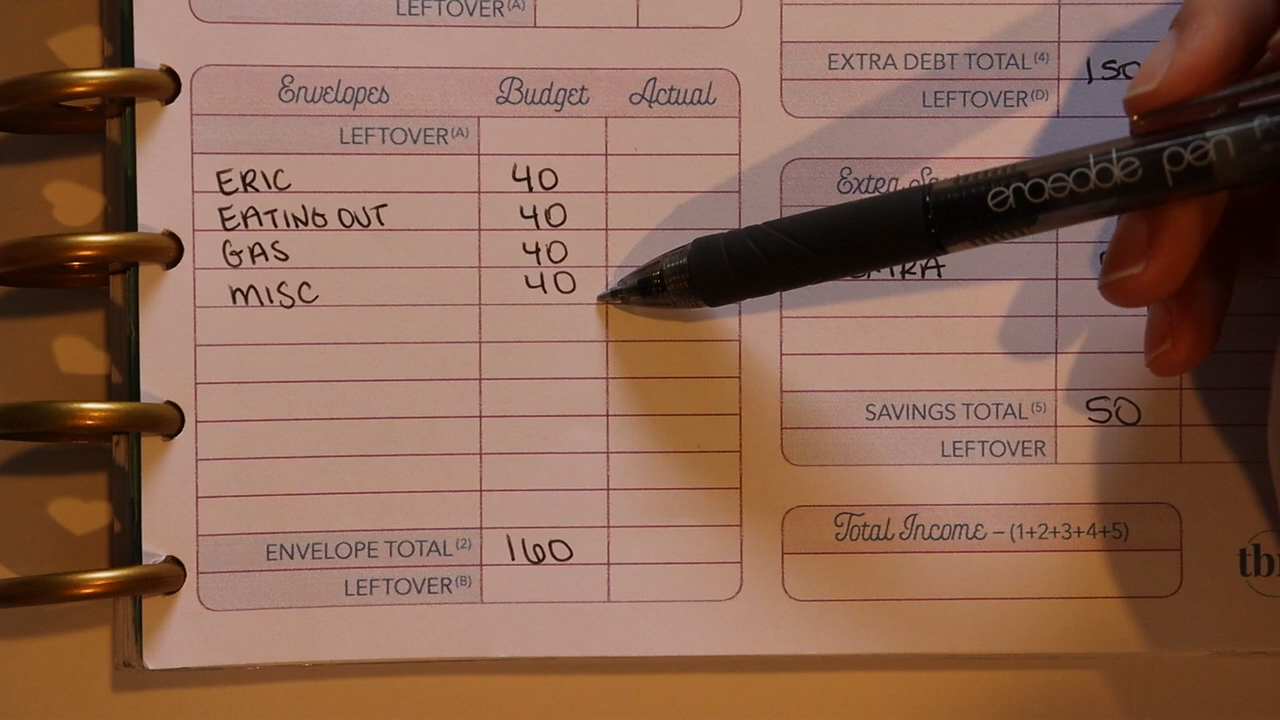 LEFTOVER(A)
Envelopes Budget Actual
LEFTOVER(A)
ERIC 40
EATING OUT 40
GAS 40
MISC 40
ENVELOPE TOTAL(2) 160
LEFTOVER(B)
EXTRA DEBT TOTAL(4) 150
LEFTOVER(D)
Extra
SAVINGS TOTAL(5) 50
LEFTOVER
Total Income – (1+2+3+4+5)
erasable pen